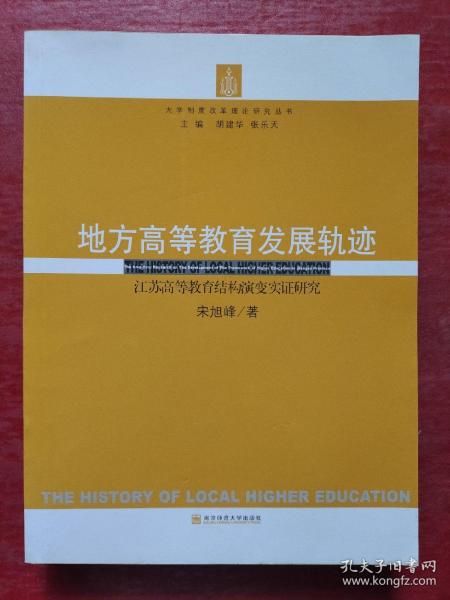 大学制度改革理论研究丛书
主编 胡建华 张乐天
地方高等教育发展轨迹
THE HISTORY OF LOCAL HIGHER EDUCATION
江苏高等教育结构演变实证研究
宋旭峰/著
THE HISTORY OF LOCAL HIGHER EDUCATION
南京师范大学出版社
孔夫子旧书网
www.kongfz.com